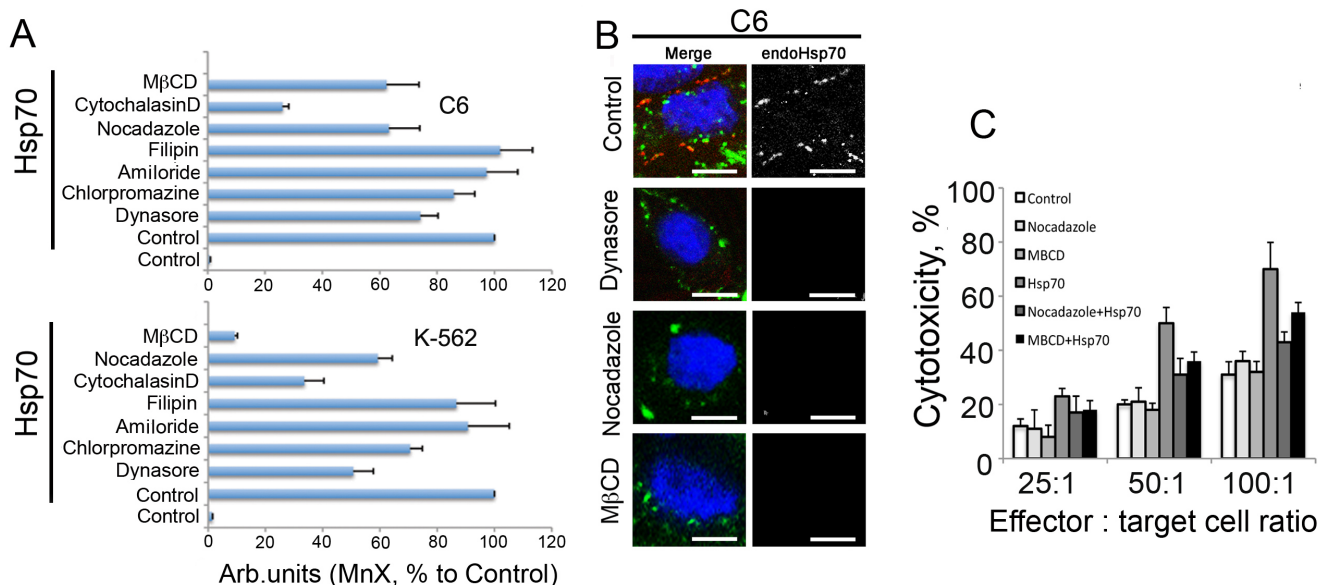 A
Hsp70
MβCD
CytochalasinD
Nocadazole
Filipin
Amiloride
Chlorpromazine
Dynasore
Control
Control
C6
0 20 40 60 80 100 120
Hsp70
MβCD
Nocadazole
CytochalasinD
Filipin
Amiloride
Chlorpromazine
Dynasore
Control
Control
K-562
0 20 40 60 80 100 120
Arb.units (MnX, % to Control)
B
C6
Merge endoHsp70
Control
Dynasore
Nocadazole
MβCD
C
Cytotoxicity, %
100
80
60
40
20
0
Control
Nocadazole
MBCD
Hsp70
Nocadazole+Hsp70
MBCD+Hsp70
25:1 50:1 100:1
Effector : target cell ratio